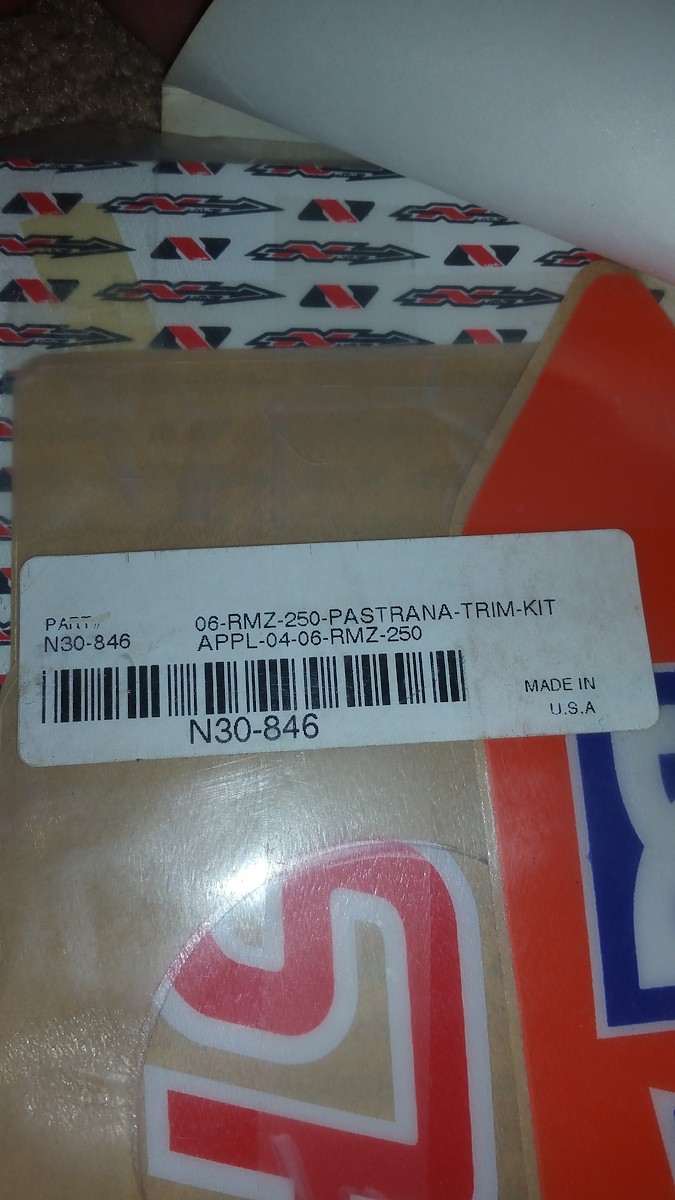 PART#
06-RMZ-250-PASTRANA-TRIM-KIT
N30-846
APPL-04-06-RMZ-250
MADE IN
U.S.A
N30-846